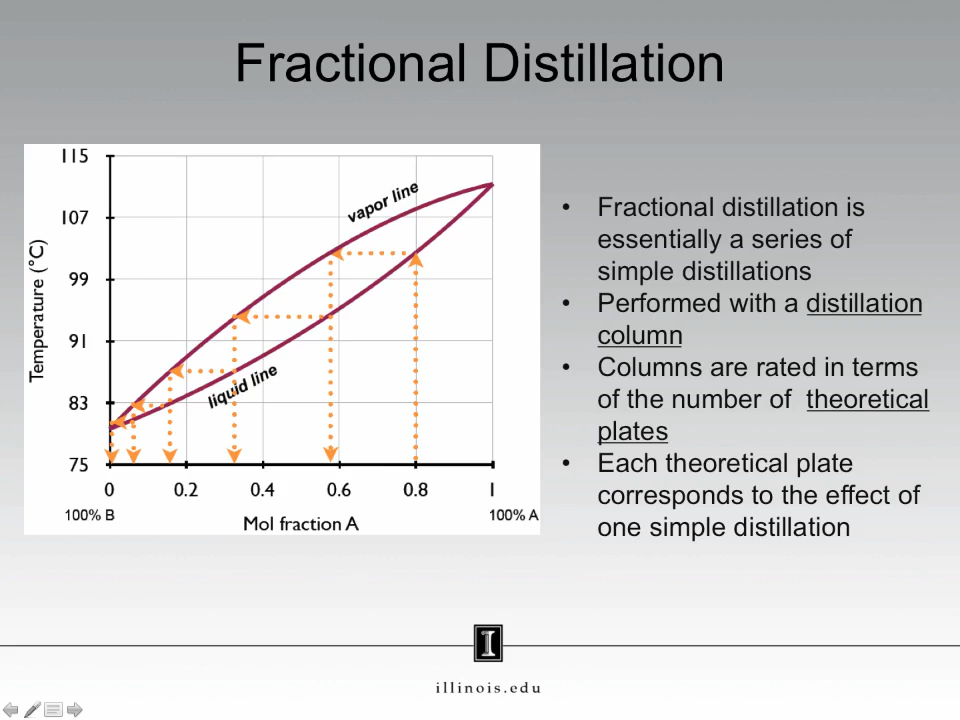 Fractional Distillation
115
107
99
91
83
75
Temperature (°C)
vapor line
liquid line
0 0.2 0.4 0.6 0.8 1
100% B 100% A
Mol fraction A
• Fractional distillation is
essentially a series of
simple distillations
• Performed with a distillation
column
• Columns are rated in terms
of the number of theoretical
plates
• Each theoretical plate
corresponds to the effect of
one simple distillation
I
illinois.edu